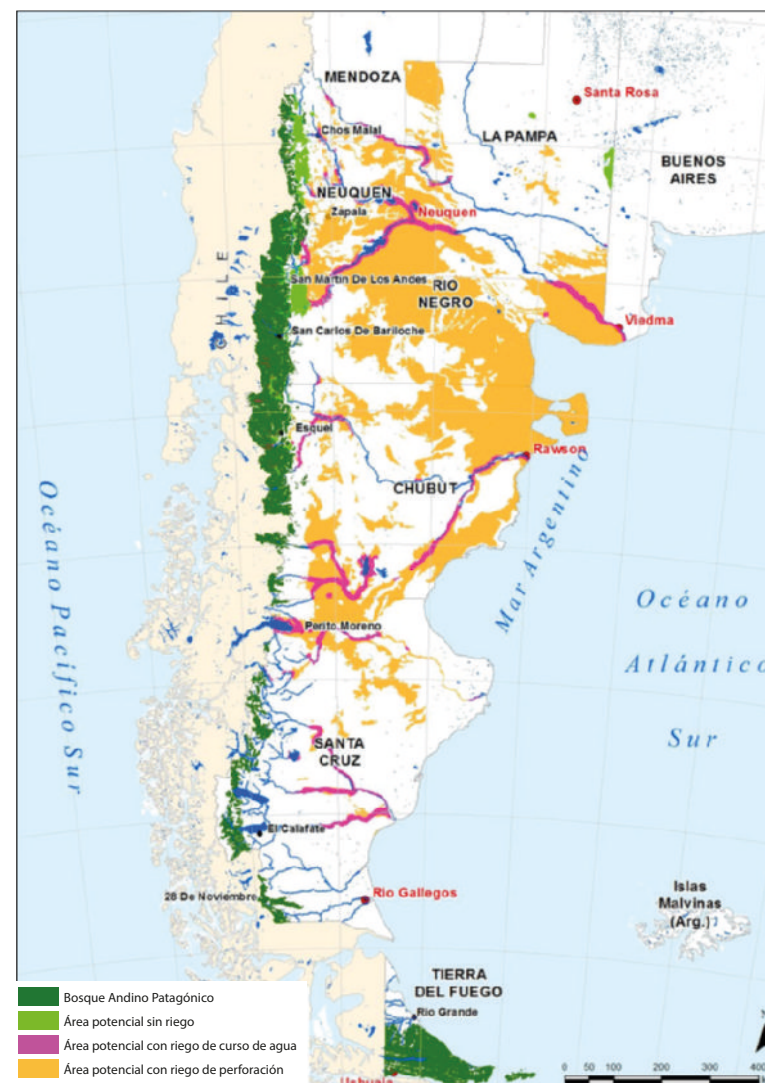 MENDOZA
Santa Rosa
LA PAMPA
Chos Malal
BUENOS
AIRES
NEUQUEN
Zapala
Neuquen
San Martin De Los Andes
RIO
NEGRO
CHILE
San Carlos De Bariloche
Viedma
Esquel
Rawson
CHUBUT
Océano Pacifico Sur
Mar Argentino
Océano
Atlántico
Sur
Perito Moreno
SANTA
CRUZ
El Calafate
28 De Noviembre
Rio Gallegos
Islas
Malvinas
(Arg.)
TIERRA
DEL FUEGO
Rio Grande
Ushuaia
Bosque Andino Patagónico
Área potencial sin riego
Área potencial con riego de curso de agua
Área potencial con riego de perforación
0 50 100 200 300 400